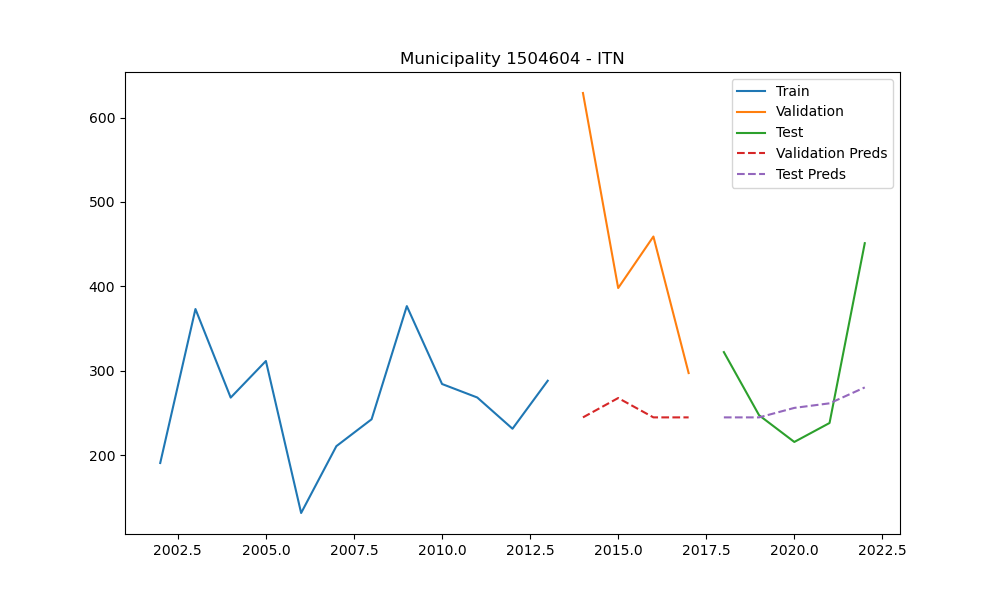 Municipality 1504604 - ITN
Train
Validation
Test
Validation Preds
Test Preds
600
500
400
300
200
2002.5 2005.0 2007.5 2010.0 2012.5 2015.0 2017.5 2020.0 2022.5